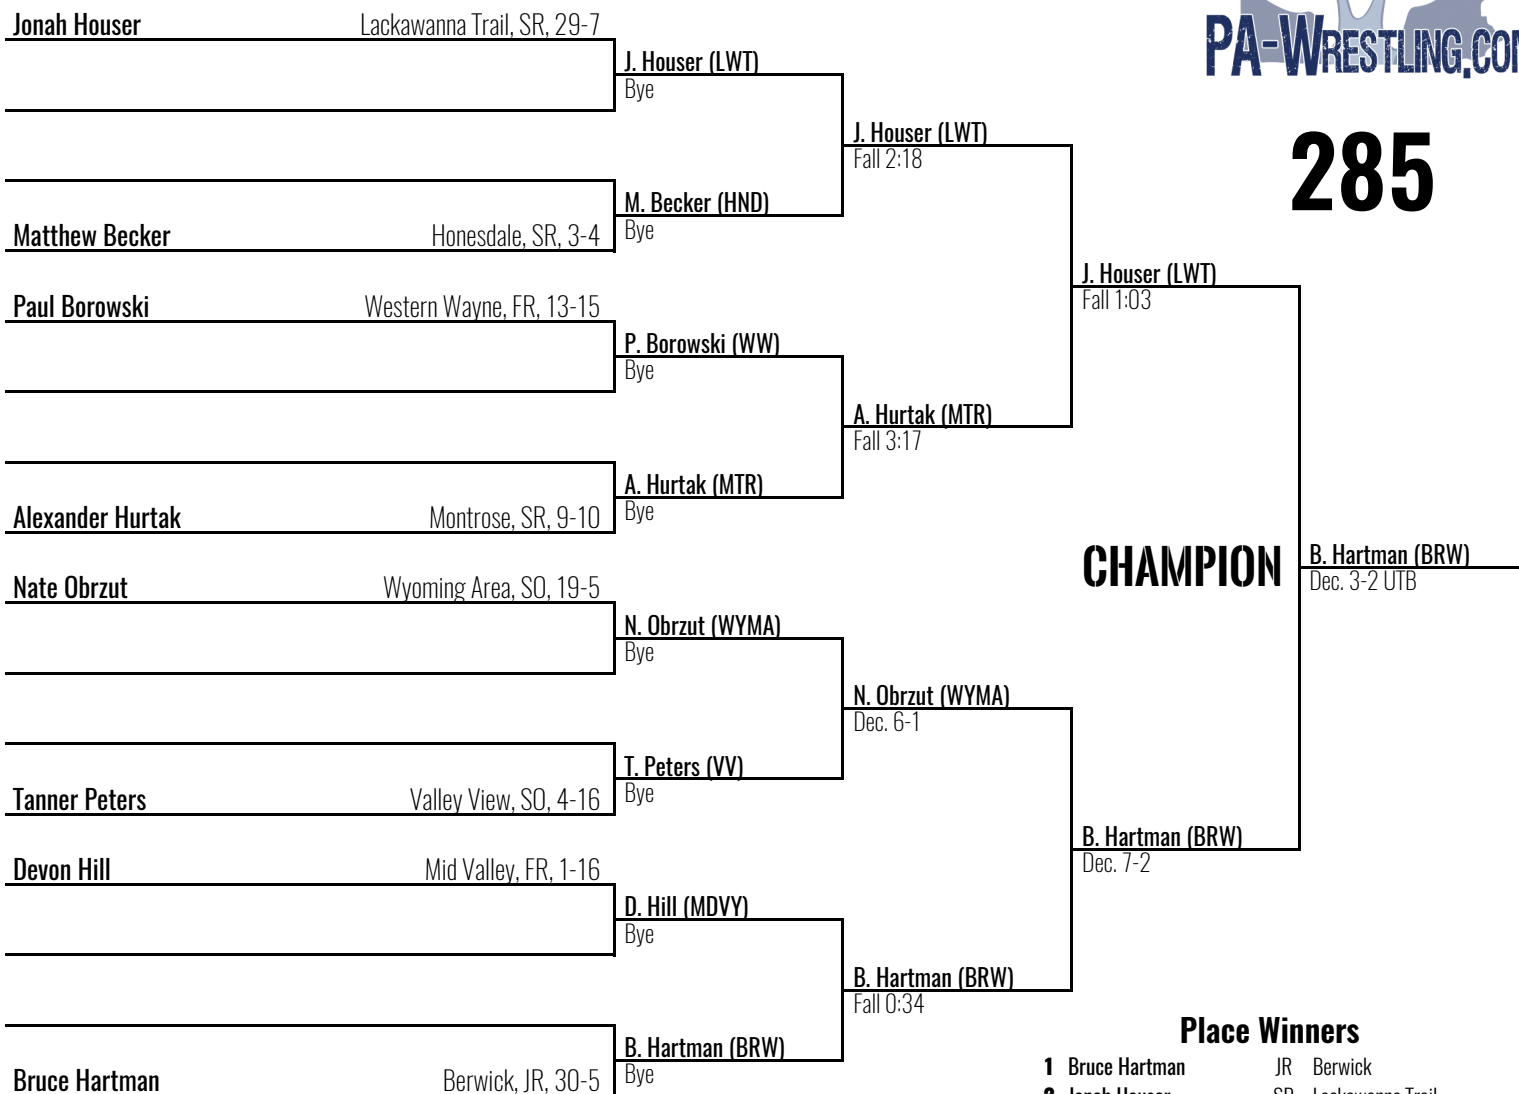 Jonah Houser Lackawanna Trail, SR, 29-7
PA-WRESTLING.COM
J. Houser (LWT)
Bye
J. Houser (LWT)
Fall 2:18
285
M. Becker (HND)
Matthew Becker Honesdale, SR, 3-4
Bye
J. Houser (LWT)
Fall 1:03
Paul Borowski Western Wayne, FR, 13-15
P. Borowski (WW)
Bye
A. Hurtak (MTR)
Fall 3:17
A. Hurtak (MTR)
Alexander Hurtak Montrose, SR, 9-10
Bye
CHAMPION
B. Hartman (BRW)
Dec. 3-2 UTB
Nate Obrzut Wyoming Area, SO, 19-5
N. Obrzut (WYMA)
Bye
N. Obrzut (WYMA)
Dec. 6-1
T. Peters (VV)
Tanner Peters Valley View, SO, 4-16
Bye
B. Hartman (BRW)
Dec. 7-2
Devon Hill Mid Valley, FR, 1-16
D. Hill (MDVY)
Bye
B. Hartman (BRW)
Fall 0:34
Place Winners
B. Hartman (BRW)
Bruce Hartman Berwick, JR, 30-5
Bye
1 Bruce Hartman JR Berwick
2 Jonah Houser SR Lackawanna Trail